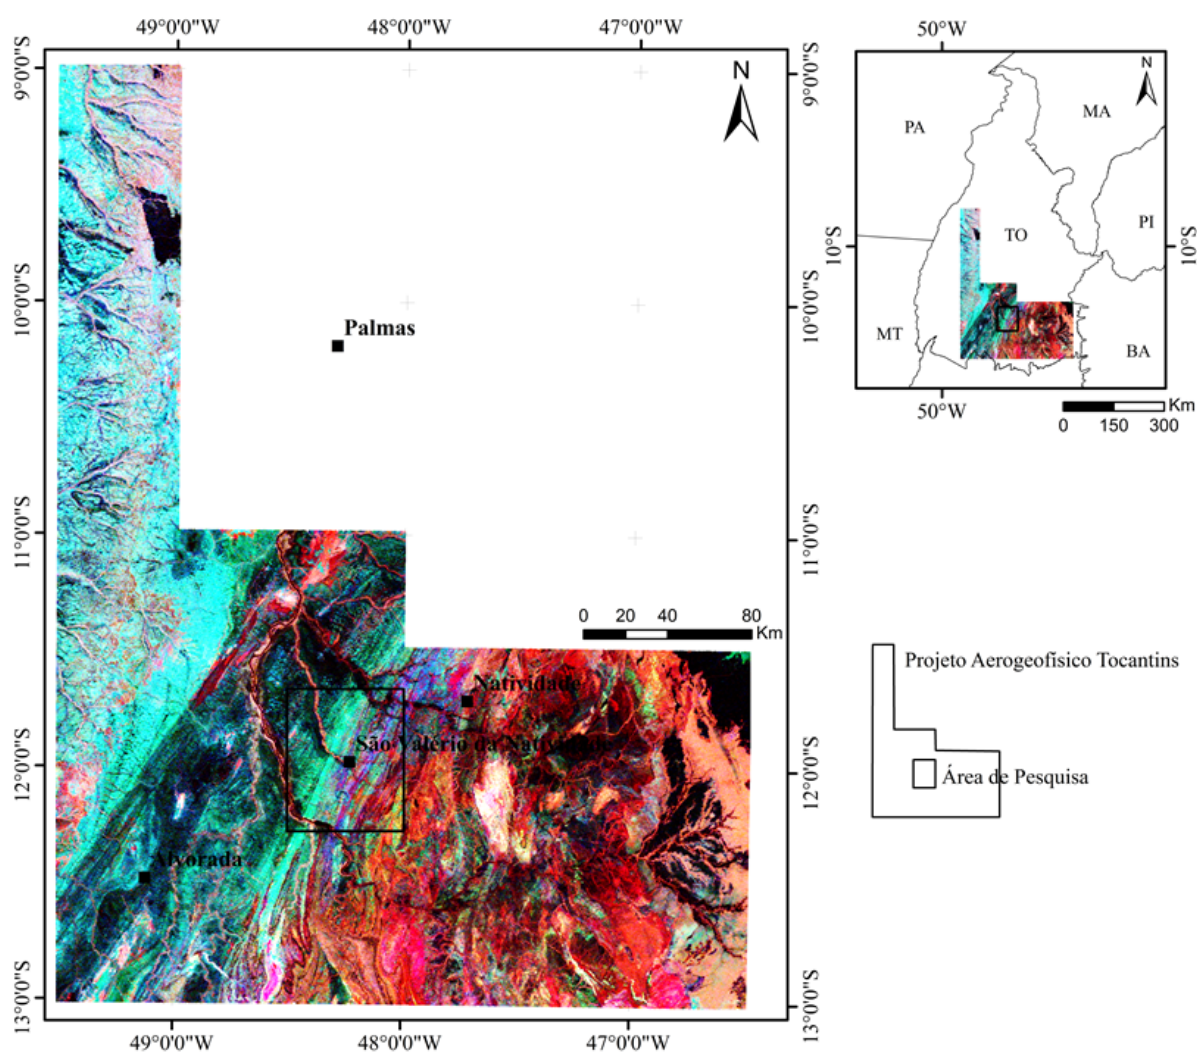 49°0'0"W 48°0'0"W 47°0'0"W
9°0'0"S
10°0'0"S
11°0'0"S
12°0'0"S
13°0'0"S
N
Palmas
0 20 40 80
Km
Natividade
São Valério da Natividade
Alvorada
9°0'0"S
10°0'0"S
11°0'0"S
12°0'0"S
13°0'0"S
49°0'0"W 48°0'0"W 47°0'0"W
50°W
N
PA
MA
TO
PI
MT
BA
10°S
10°S
50°W
Km
0 150 300
Projeto Aerogeofísico Tocantins
Área de Pesquisa